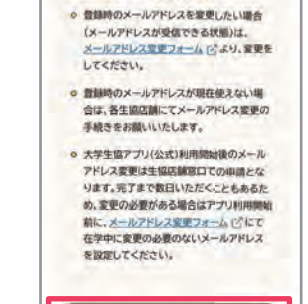 登録時のメールアドレスを変更したい場合
(メールアドレスが受信できる状態)は、
メールアドレス変更フォーム より、変更を
してください。
登録時のメールアドレスが現在使えない場
合は、各生協店舗にてメールアドレス変更の
手続きをお願いいたします。
大学生協アプリ(公式)利用開始後のメール
アドレス変更は生協店舗窓口での申請とな
ります。完了まで数日いただくこともあるた
め、変更の必要がある場合はアプリ利用開始
前に、メールアドレス変更フォーム にて
在学中に変更の必要のないメールアドレス
を設定してください。